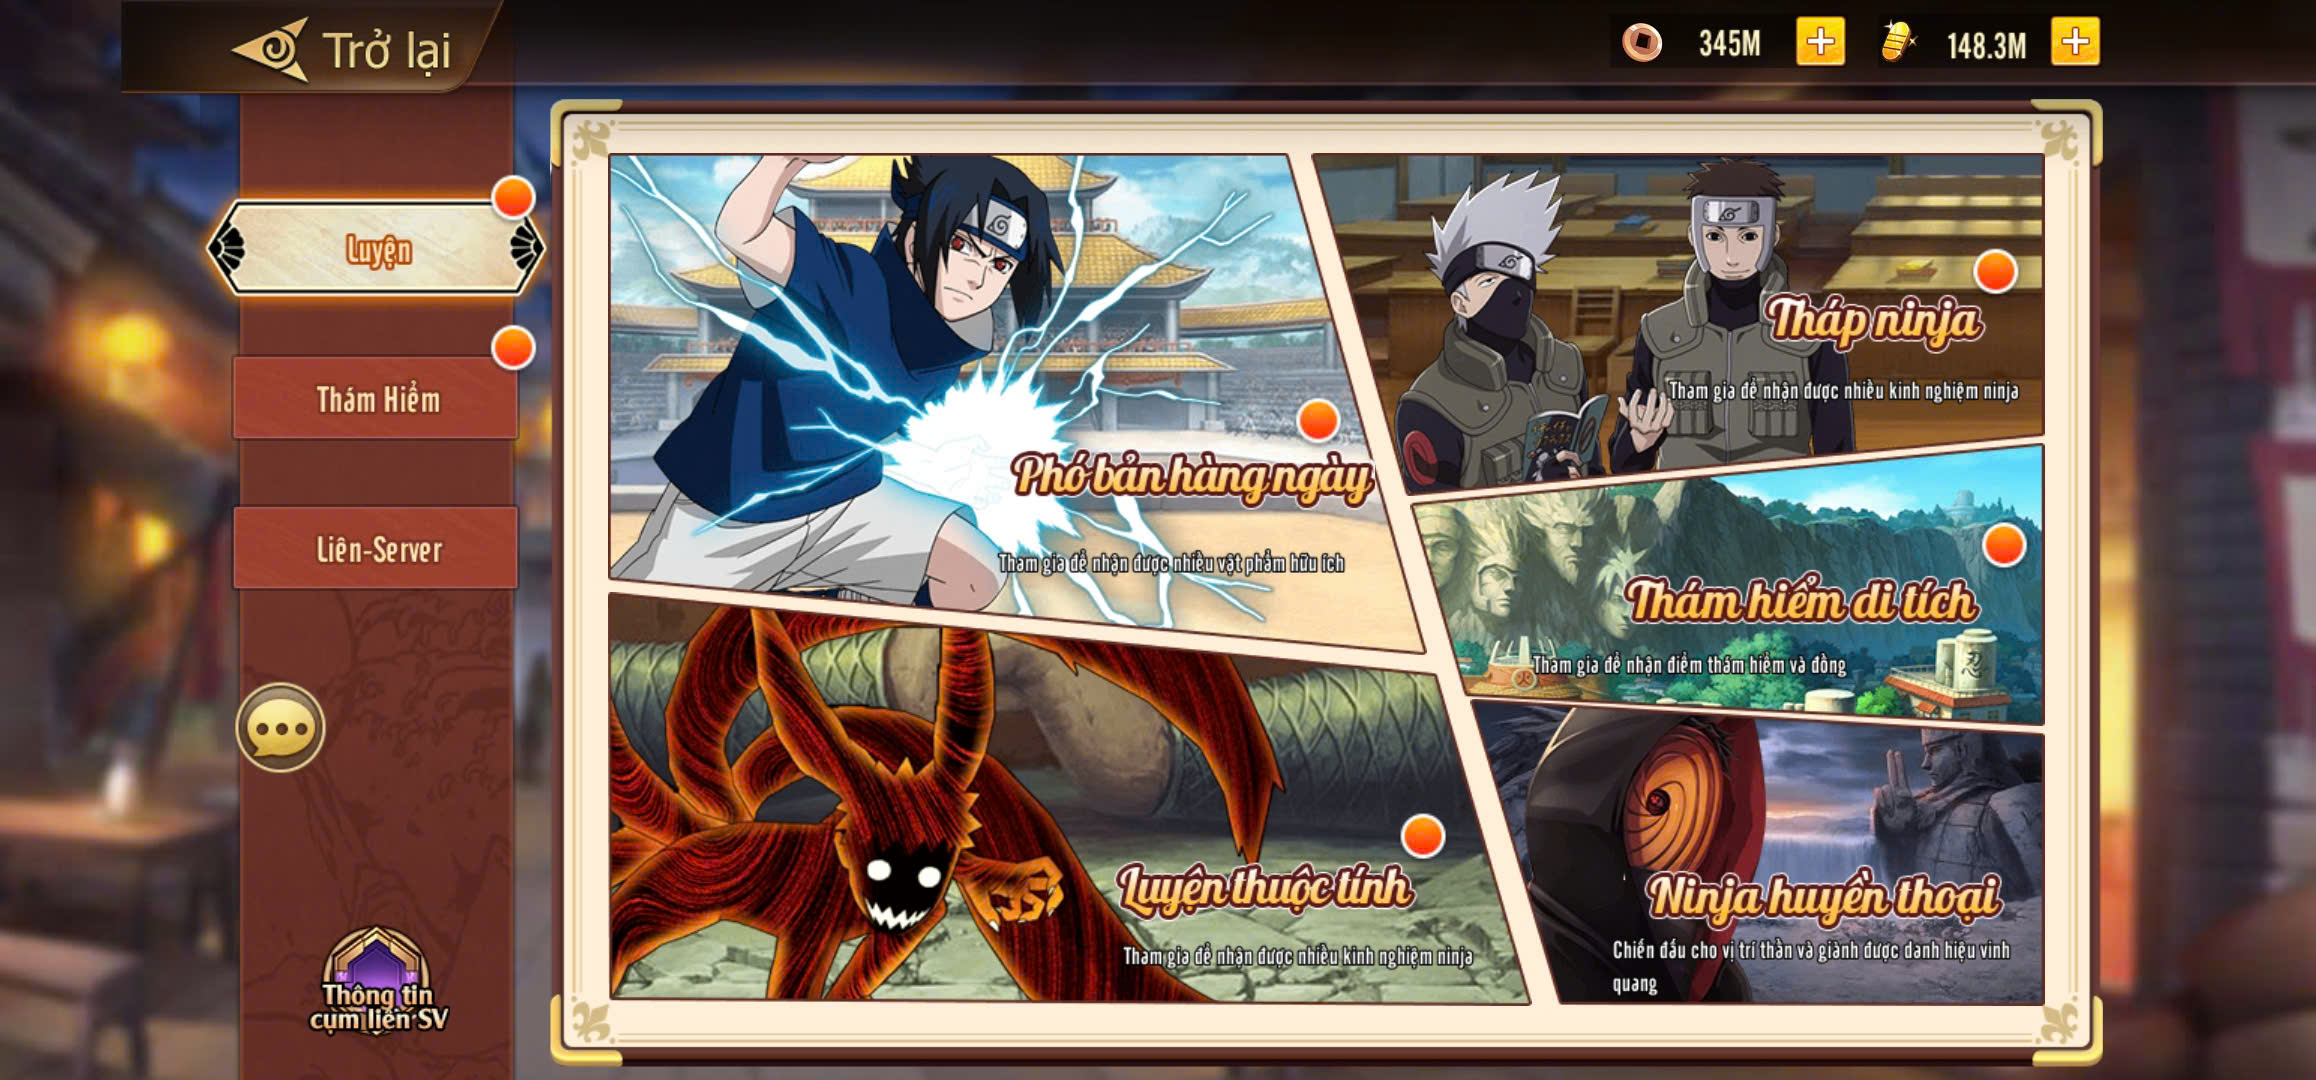 Trở lại
345M
148.3M
Luyện
Thám Hiểm
Liên-Server
Thông tin
cụm liên SV
Phó bản hàng ngày
Tham gia để nhận được nhiều vật phẩm hữu ích
Tháp ninja
Tham gia để nhận được nhiều kinh nghiệm ninja
Thám hiểm di tích
Tham gia để nhận điểm thám hiểm và đồng
Luyện thuộc tính
Tham gia để nhận được nhiều kinh nghiệm ninja
Ninja huyền thoại
Chiến đấu cho vị trí thần và giành được danh hiệu vinh
quang